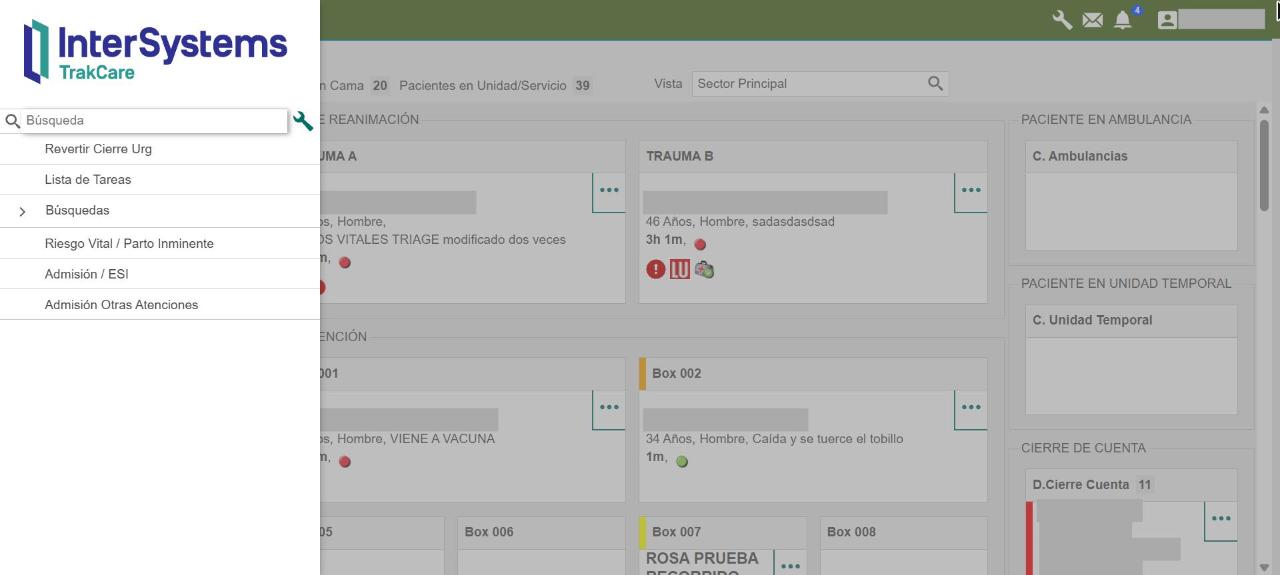 InterSystems
TrakCare
Búsqueda
Revertir Cierre Urg
Lista de Tareas
Búsquedas
Riesgo Vital / Parto Inminente
Admisión / ESI
Admisión Otras Atenciones
4
n Cama 20 Pacientes en Unidad/Servicio 39
Vista Sector Principal
E REANIMACIÓN
UMA A
os, Hombre,
OS VITALES TRIAGE modificado dos veces
m,
TRAUMA B
46 Años, Hombre, sadasdasdsad
3h 1m,
LU
ENCIÓN
001
os, Hombre, VIENE A VACUNA
m,
Box 002
34 Años, Hombre, Caída y se tuerce el tobillo
1m,
05
Box 006
Box 007
ROSA PRUEBA
RECORRIDO
Box 008
PACIENTE EN AMBULANCIA
C. Ambulancias
PACIENTE EN UNIDAD TEMPORAL
C. Unidad Temporal
CIERRE DE CUENTA
D.Cierre Cuenta 11